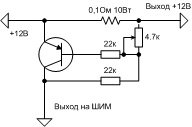 0,1Ом 10Вт
Выход +12В
+12В
22к
4.7к
22к
Выход на ШИМ